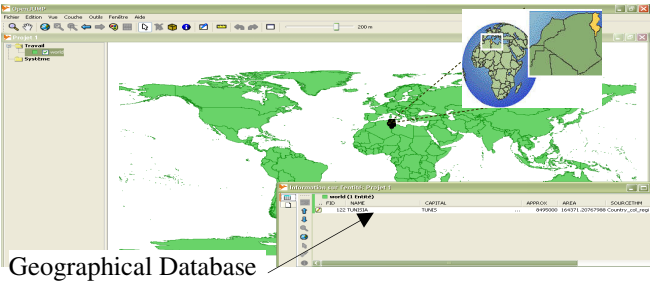 OpenJUMP
Fichier Edition Vue Couche Outils Fenêtre Aide
200 m
Projet 1
Travail
world
Système
Information sur l'entité: Projet 1
world (1 Entité)
.. FID NAME CAPITAL ... APPROX AREA SOURCETHM
122 TUNISIA TUNIS ... 8495000 164371.20767988 Country_col_regi
Geographical Database